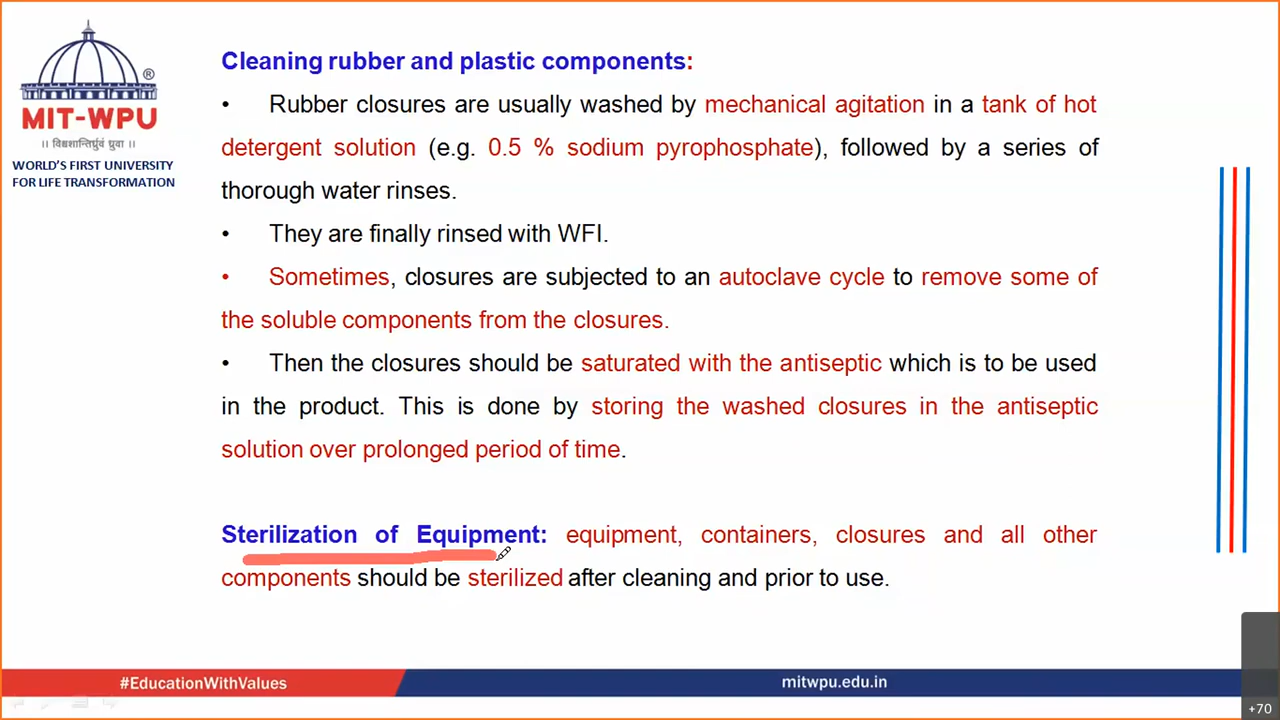 ®
MIT-WPU
॥ विश्वशान्तिर्ध्रुवं ध्रुवा ॥
WORLD'S FIRST UNIVERSITY
FOR LIFE TRANSFORMATION
Cleaning rubber and plastic components:
• Rubber closures are usually washed by mechanical agitation in a tank of hot
detergent solution (e.g. 0.5 % sodium pyrophosphate), followed by a series of
thorough water rinses.
• They are finally rinsed with WFI.
• Sometimes, closures are subjected to an autoclave cycle to remove some of
the soluble components from the closures.
• Then the closures should be saturated with the antiseptic which is to be used
in the product. This is done by storing the washed closures in the antiseptic
solution over prolonged period of time.
Sterilization of Equipment: equipment, containers, closures and all other
components should be sterilized after cleaning and prior to use.
#EducationWithValues
mitwpu.edu.in
+70